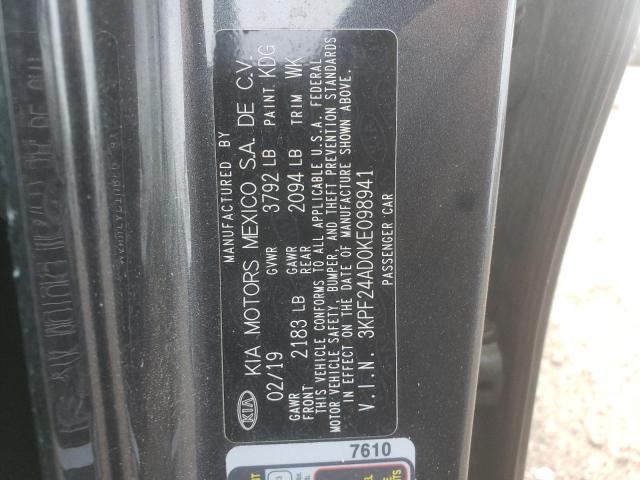 KIA
MANUFACTURED BY
KIA MOTORS MEXICO S.A. DE C.V.
02/19 GVWR 3792 LB PAINT KDG
GAWR FRONT 2183 LB GAWR REAR 2094 LB TRIM WK
THIS VEHICLE CONFORMS TO ALL APPLICABLE U.S.A. FEDERAL
MOTOR VEHICLE SAFETY, BUMPER, AND THEFT PREVENTION STANDARDS
IN EFFECT ON THE DATE OF MANUFACTURE SHOWN ABOVE.
V.I.N. 3KPF24AD0KE098941
PASSENGER CAR
7610